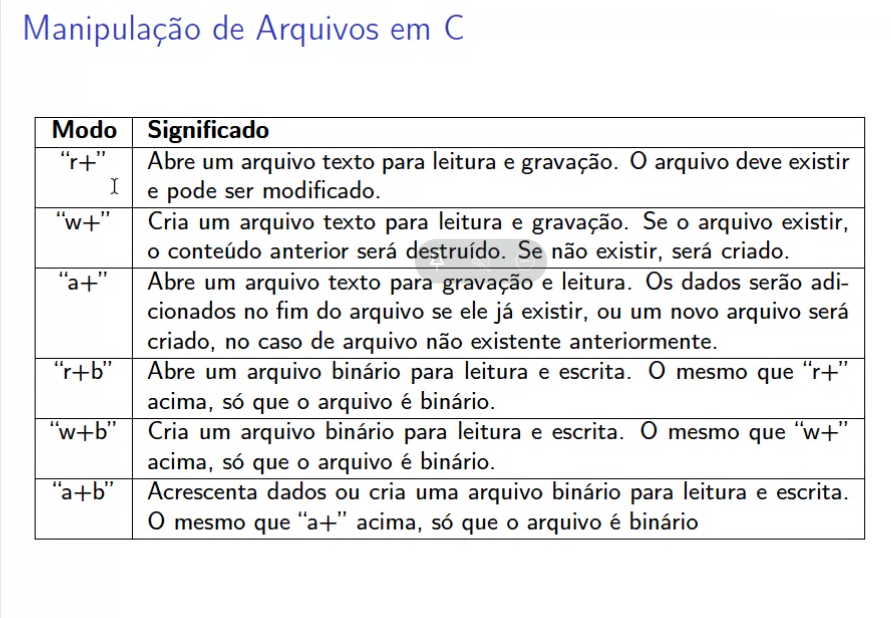 Manipulação de Arquivos em C
Modo Significado
“r+” Abre um arquivo texto para leitura e gravação. O arquivo deve existir
e pode ser modificado.
“w+” Cria um arquivo texto para leitura e gravação. Se o arquivo existir,
o conteúdo anterior será destruído. Se não existir, será criado.
“a+” Abre um arquivo texto para gravação e leitura. Os dados serão adi-
cionados no fim do arquivo se ele já existir, ou um novo arquivo será
criado, no caso de arquivo não existente anteriormente.
“r+b” Abre um arquivo binário para leitura e escrita. O mesmo que “r+”
acima, só que o arquivo é binário.
“w+b” Cria um arquivo binário para leitura e escrita. O mesmo que “w+”
acima, só que o arquivo é binário.
“a+b” Acrescenta dados ou cria uma arquivo binário para leitura e escrita.
O mesmo que “a+” acima, só que o arquivo é binário